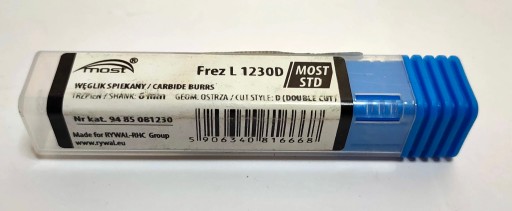 most
Frez L 1230D
MOST
STD
WĘGLIK SPIEKANY / CARBIDE BURRS
TRZPIEŃ / SHANK: 6 mm GEOM. OSTRZA / CUT STYLE: D (DOUBLE CUT)
Nr kat. 94 85 081230
Made for RYWAL-RHC Group
www.rywal.eu
5 906340 816668